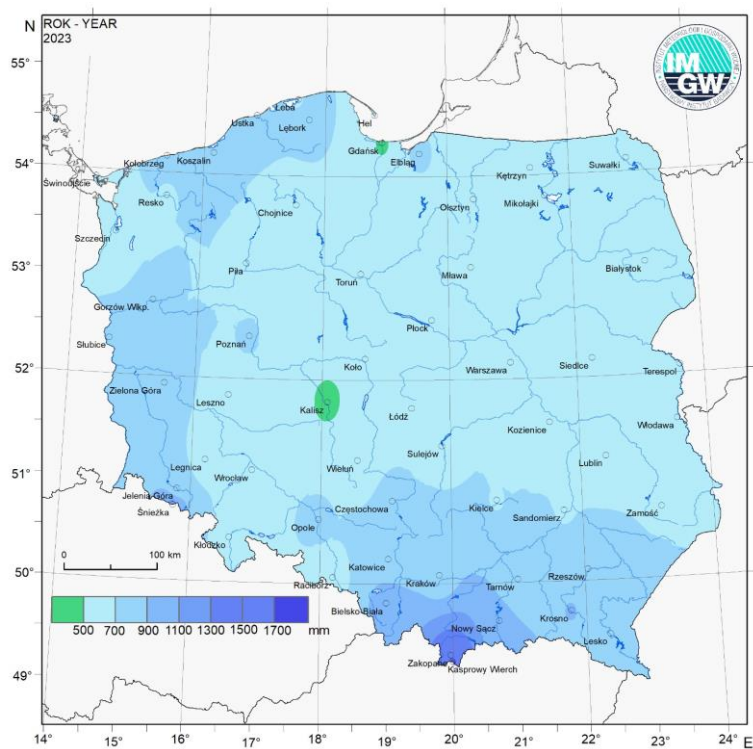 ROK - YEAR
2023
N
IM
GW
55°
54°
53°
52°
51°
50°
49°
Łeba
Ustka
Lębork
Hel
Gdańsk
Elbląg
Kołobrzeg
Koszalin
Świnoujście
Resko
Chojnice
Kętrzyn
Suwałki
Olsztyn
Mikołajki
Szczecin
Piła
Toruń
Mława
Białystok
Gorzów Wlkp.
Płock
Słubice
Poznań
Koło
Warszawa
Siedlce
Terespol
Zielona Góra
Leszno
Kalisz
Łódź
Kozienice
Włodawa
Legnica
Wrocław
Wieluń
Sulejów
Lublin
Jelenia Góra
Śnieżka
Opole
Częstochowa
Kielce
Sandomierz
Zamość
Kłodzko
0 100 km
Katowice
Racibórz
Kraków
Tarnów
Rzeszów
Bielsko-Biała
Nowy Sącz
Krosno
Lesko
Zakopane
Kasprowy Wierch
500 700 900 1100 1300 1500 1700 mm
14° 15° 16° 17° 18° 19° 20° 21° 22° 23° E